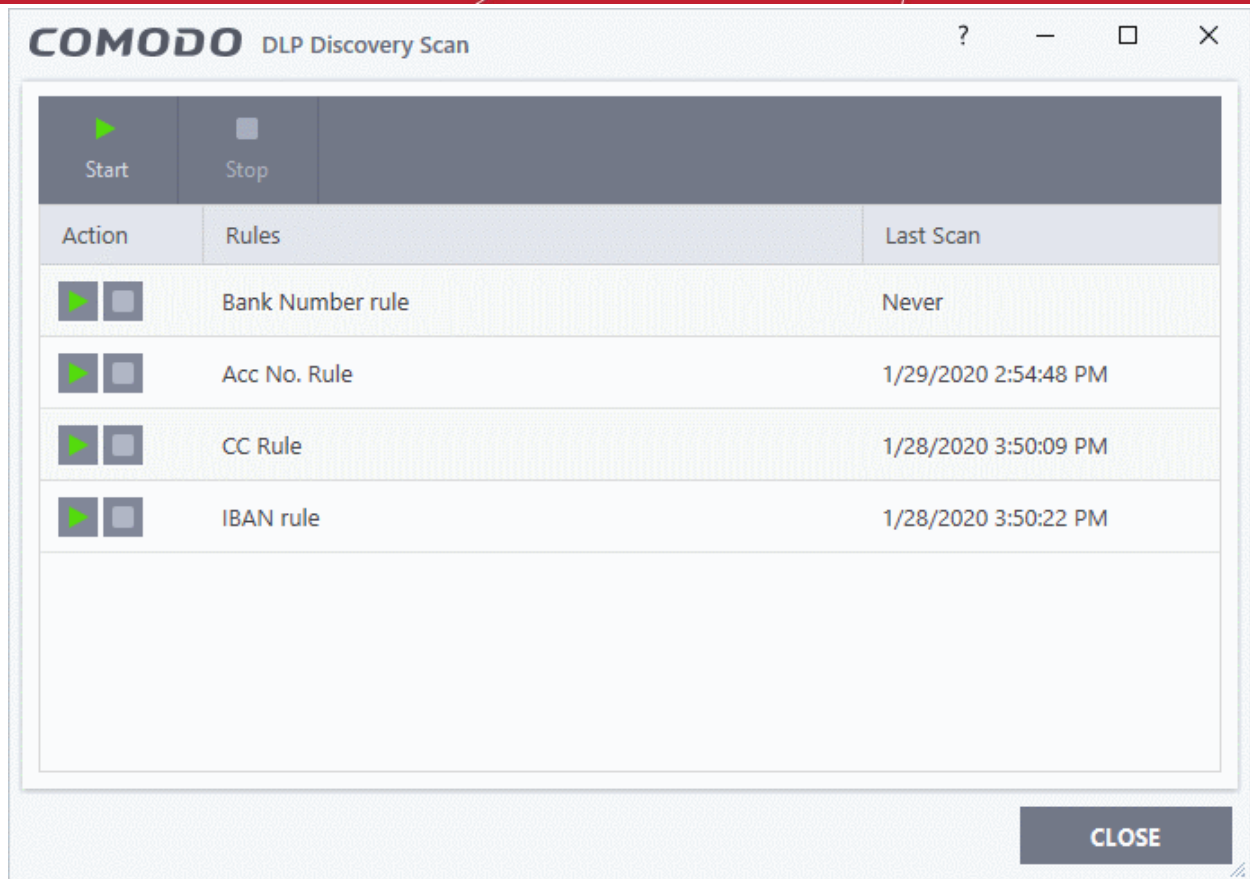 COMODO DLP Discovery Scan ?
Start Stop
Action Rules Last Scan
Bank Number rule Never
Acc No. Rule 1/29/2020 2:54:48 PM
CC Rule 1/28/2020 3:50:09 PM
IBAN rule 1/28/2020 3:50:22 PM
CLOSE